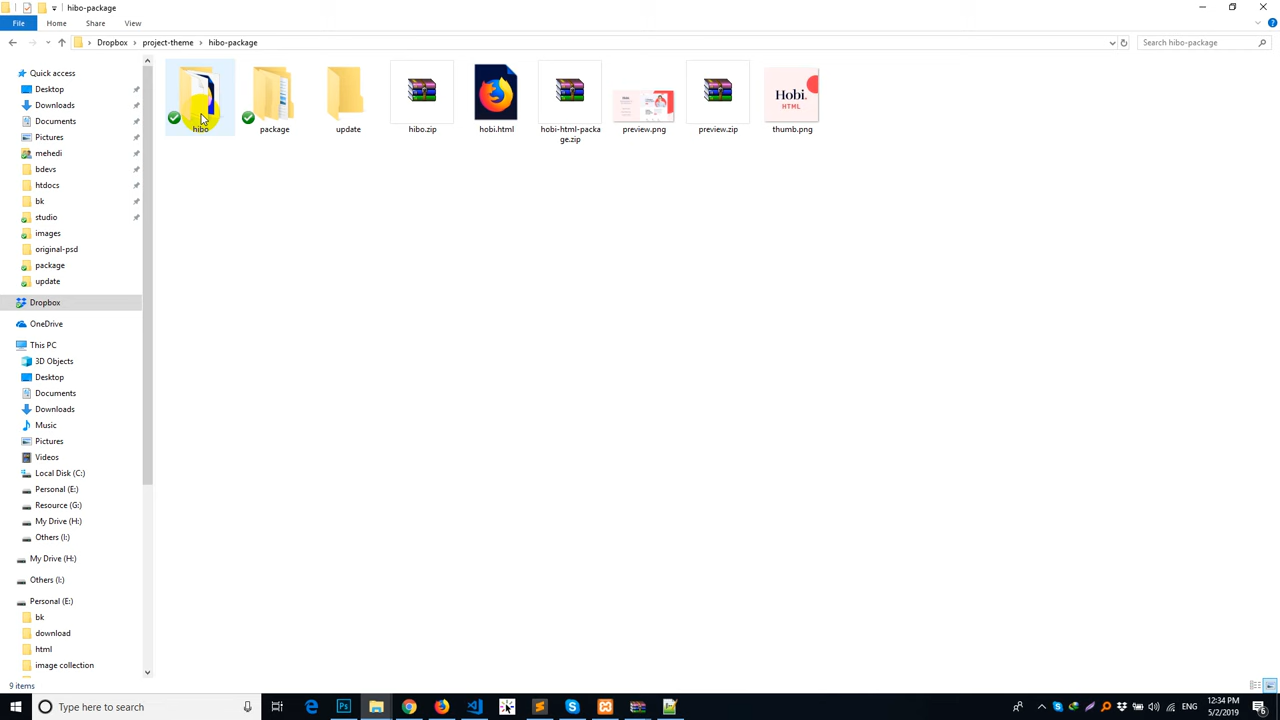 hibo-package
File
Home
Share
View
Dropbox
project-theme
hibo-package
Search hibo-package
Quick access
Desktop
Downloads
Documents
Pictures
mehedi
bdevs
htdocs
bk
studio
images
original-psd
package
update
Dropbox
OneDrive
This PC
3D Objects
Desktop
Documents
Downloads
Music
Pictures
Videos
Local Disk (C:)
Personal (E:)
Resource (G:)
My Drive (H:)
Others (I:)
My Drive (H:)
Others (I:)
Personal (E:)
bk
download
html
image collection
hibo
package
update
hibo.zip
hobi.html
hobi-html-packa
ge.zip
preview.png
preview.zip
Hobi.
HTML
thumb.png
9 items
Type here to search
ENG
12:34 PM
5/2/2019
6